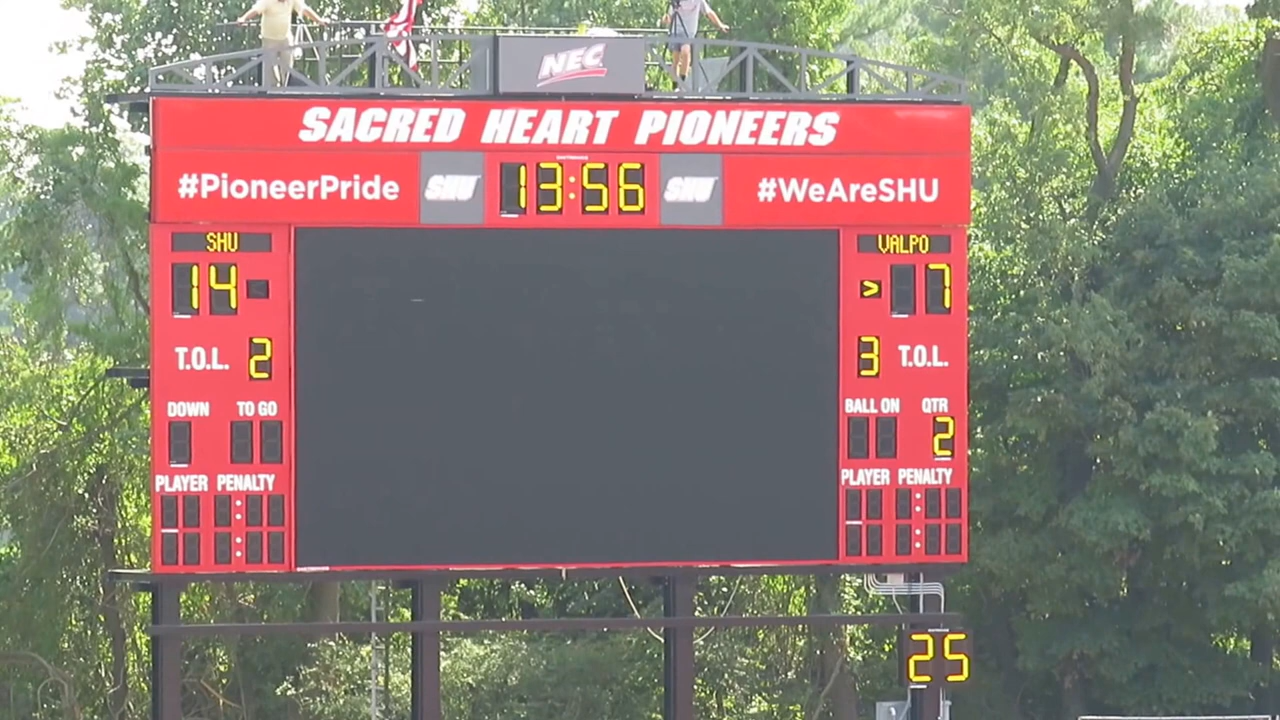 NEC
SACRED HEART PIONEERS
#PioneerPride SHU 13:56 SHU #WeAreSHU
SHU
14
T.O.L. 2
DOWN TO GO
PLAYER PENALTY
VALPO
> 7
3 T.O.L.
BALL ON QTR
2
PLAYER PENALTY
25